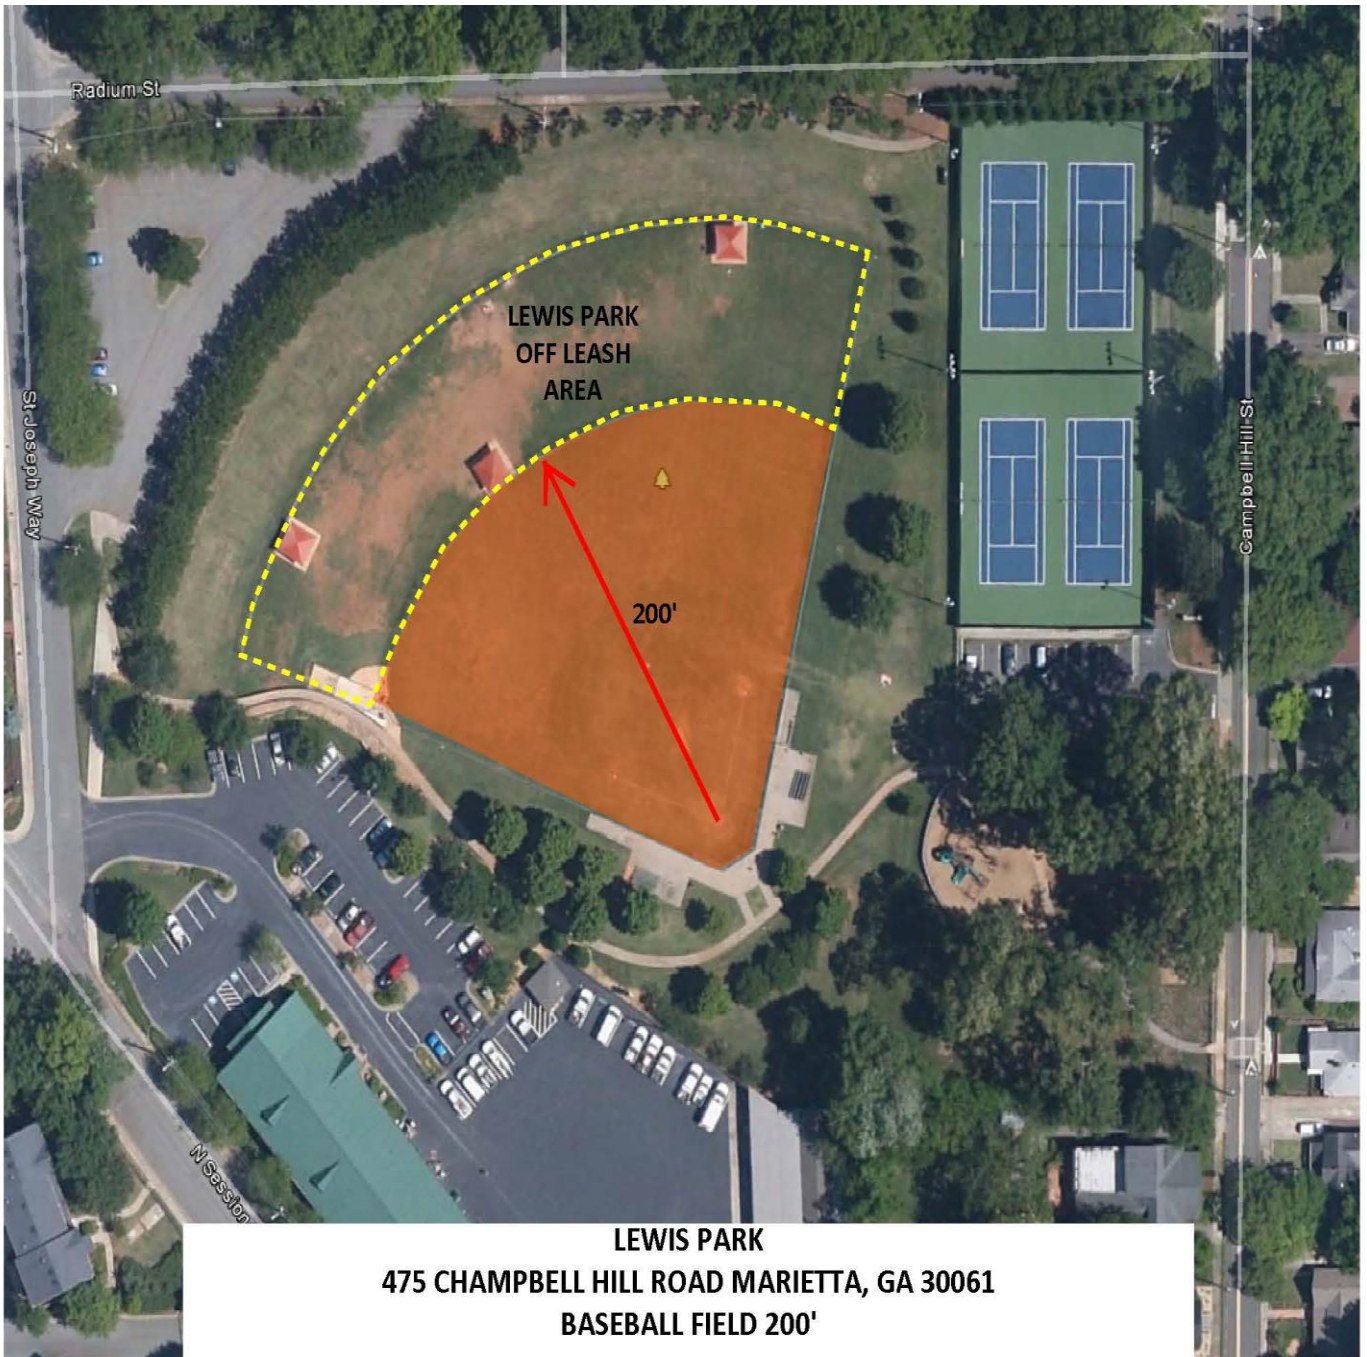 Radium St
LEWIS PARK
OFF LEASH
AREA
St Joseph Way
Campbell Hill St
200'
N Session
LEWIS PARK
475 CHAMPBELL HILL ROAD MARIETTA, GA 30061
BASEBALL FIELD 200'